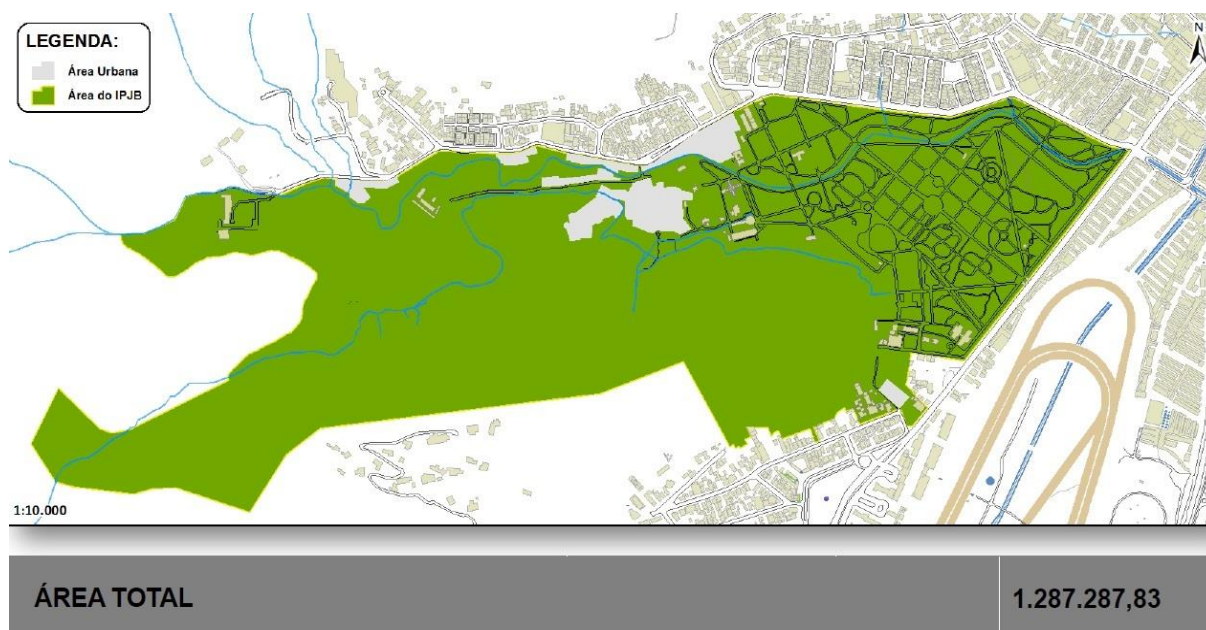 LEGENDA:
Área Urbana
Área do IPJB
N
1:10.000
ÁREA TOTAL 1.287.287,83